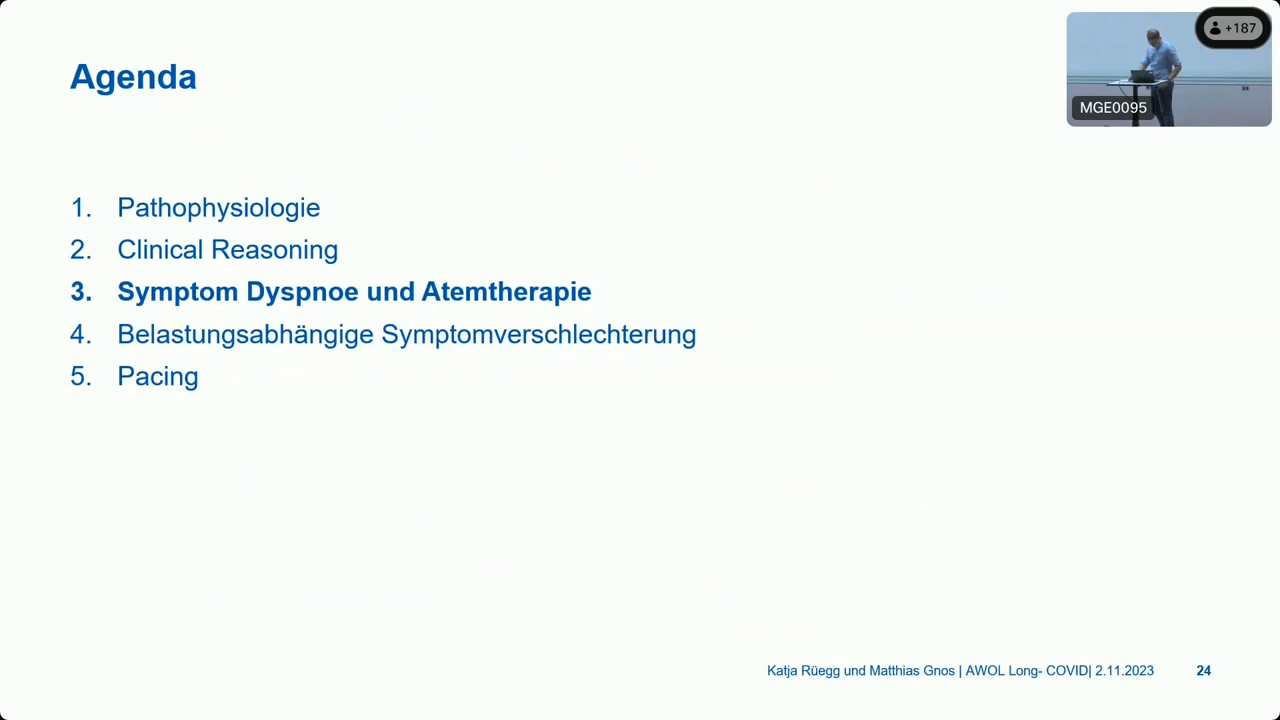 Agenda
+187
MGE0095
1. Pathophysiologie
2. Clinical Reasoning
3. Symptom Dyspnoe und Atemtherapie
4. Belastungsabhängige Symptomverschlechterung
5. Pacing
Katja Rüegg und Matthias Gnos | AWOL Long- COVID| 2.11.2023 24